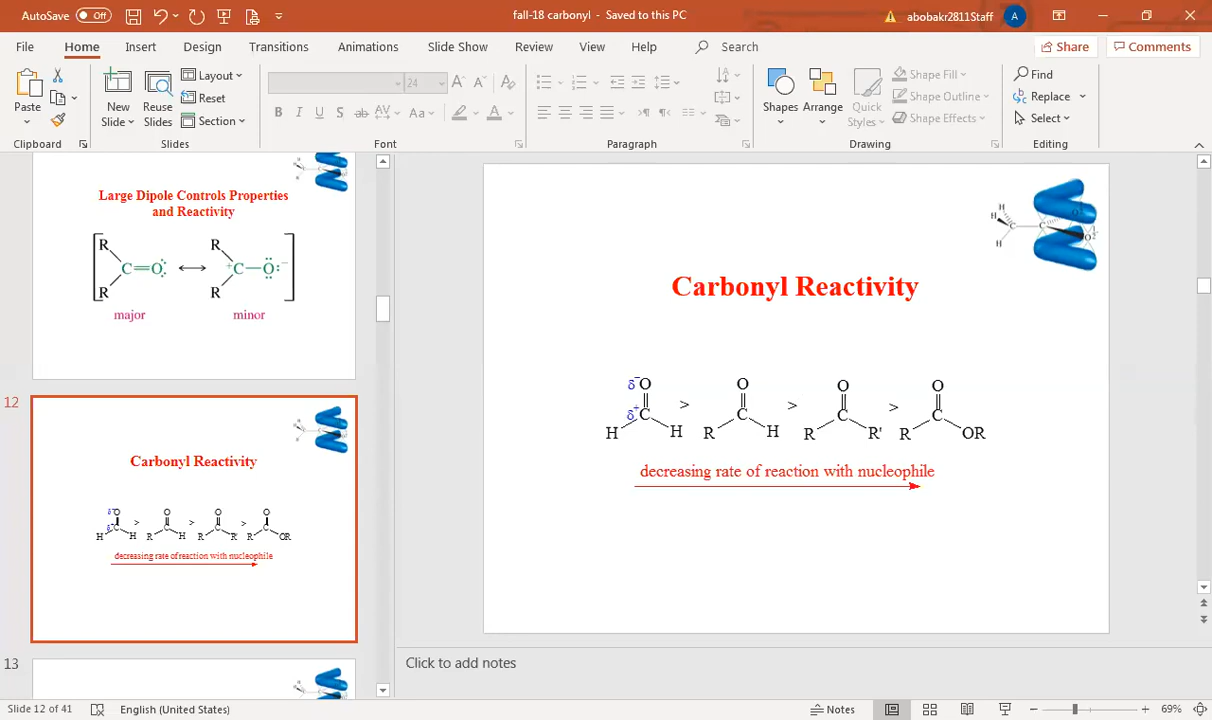 AutoSave Off fall-18 carbonyl - Saved to this PC abobakr2811Staff A
File Home Insert Design Transitions Animations Slide Show Review View Help Search Share Comments
Paste New Slide Reuse Slides Layout Reset Section 24 Shapes Arrange Quick Styles Shape Fill Shape Outline Shape Effects Find Replace Select
Clipboard Slides Font Paragraph Drawing Editing
Large Dipole Controls Properties
and Reactivity
R R
C=O: ↔ +C—O:−
R R
major minor
12
Carbonyl Reactivity
O > O > O > O
C C C C
H H R H R R' R OR
decreasing rate of reaction with nucleophile
13
Carbonyl Reactivity
δ−O O O O
δ+C > C > C > C
H H R H R R' R OR
decreasing rate of reaction with nucleophile
Click to add notes
Slide 12 of 41 English (United States) Notes 69%